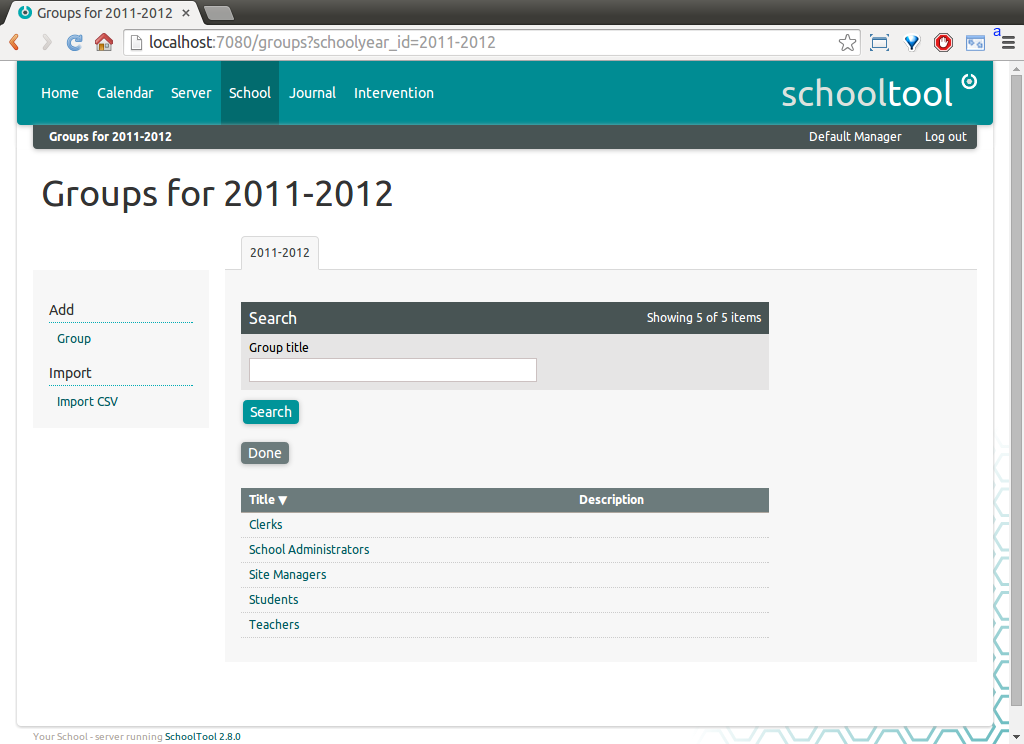 Groups for 2011-2012
localhost:7080/groups?schoolyear_id=2011-2012
a
Home Calendar Server School Journal Intervention schooltool
Groups for 2011-2012 Default Manager Log out
Groups for 2011-2012
2011-2012
Add
Group
Import
Import CSV
Search Showing 5 of 5 items
Group title
Search
Done
Title ▼ Description
Clerks
School Administrators
Site Managers
Students
Teachers
Your School - server running SchoolTool 2.8.0